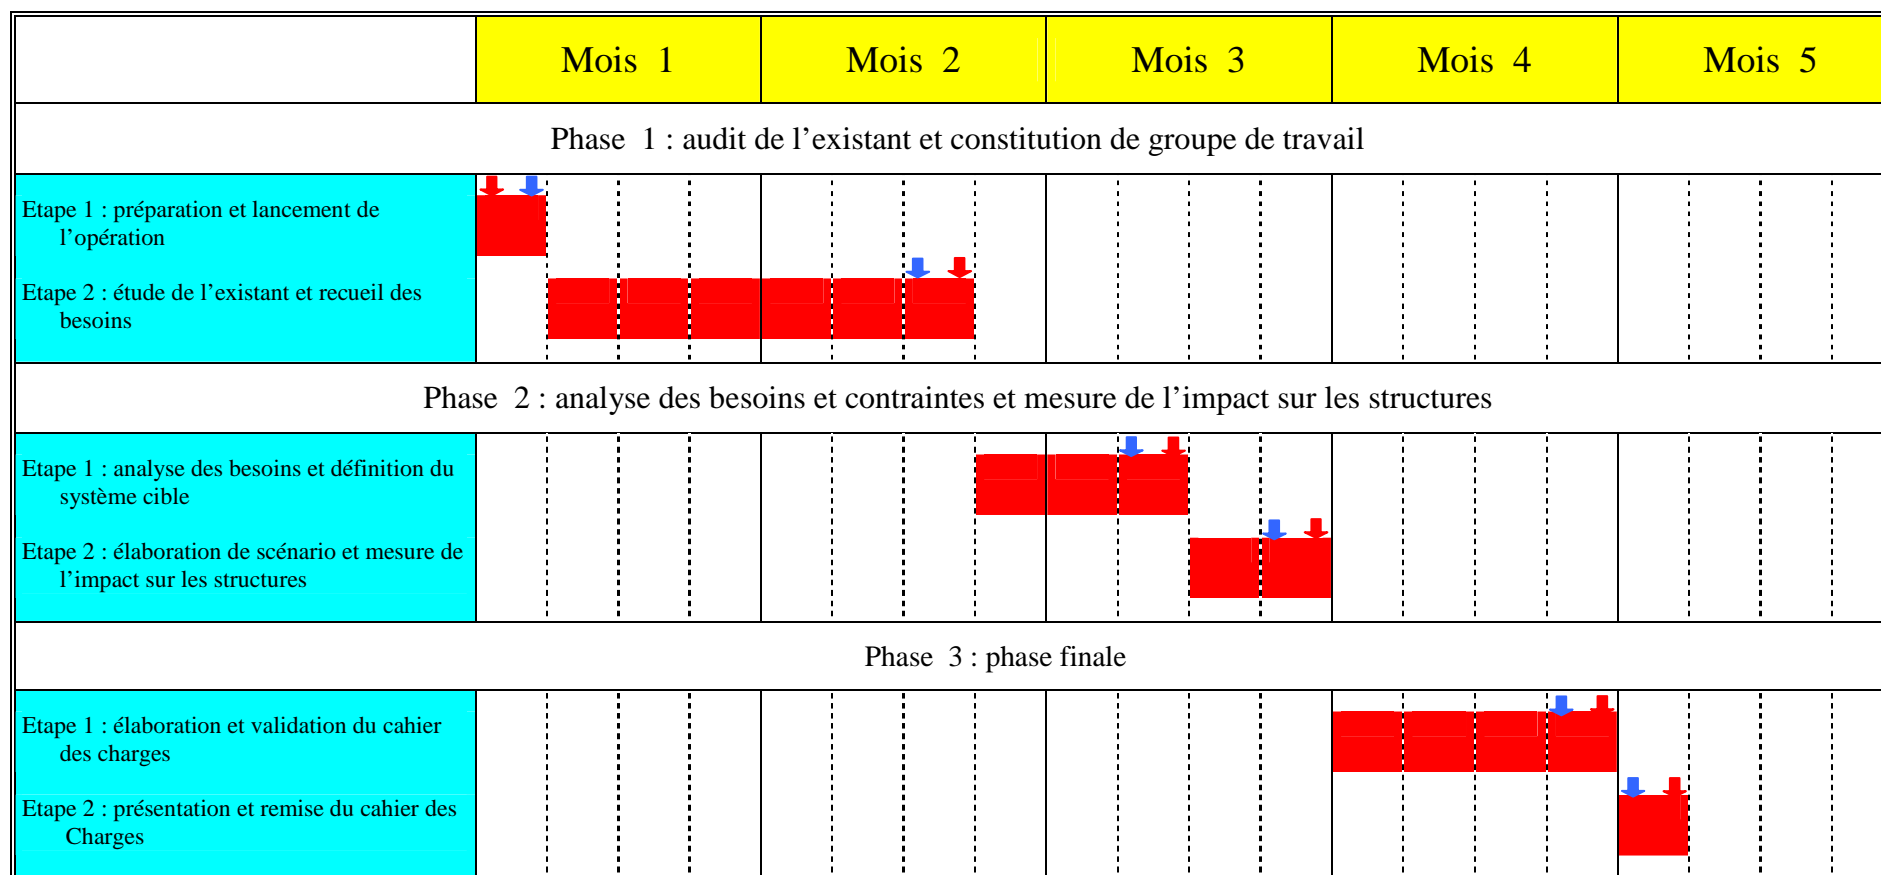 Mois 1
Mois 2
Mois 3
Mois 4
Mois 5
Phase 1 : audit de l’existant et constitution de groupe de travail
Etape 1 : préparation et lancement de
l’opération
Etape 2 : étude de l’existant et recueil des
besoins
Phase 2 : analyse des besoins et contraintes et mesure de l’impact sur les structures
Etape 1 : analyse des besoins et définition du
système cible
Etape 2 : élaboration de scénario et mesure de
l’impact sur les structures
Phase 3 : phase finale
Etape 1 : élaboration et validation du cahier
des charges
Etape 2 : présentation et remise du cahier des
Charges